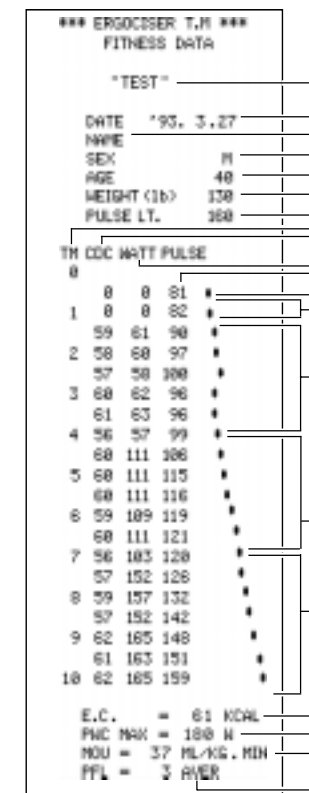 *** ERGOCISER T.M ***
FITNESS DATA
"TEST"
DATE '93. 3.27
NAME
SEX M
AGE 40
WEIGHT (lb) 130
PULSE LT. 160
TM CDC WATT PULSE
0
0 0 81
1 0 0 82
59 61 90
2 58 60 97
57 58 100
3 60 62 96
61 63 96
4 56 57 99
60 111 106
5 60 111 115
60 111 116
6 59 109 119
60 111 121
7 56 103 120
57 152 126
8 59 157 132
57 152 142
9 62 165 148
61 163 151
10 62 165 159
E.C. = 61 KCAL
PWC MAX = 180 W
MOU = 37 ML/KG.MIN
PFL = 3 AVER